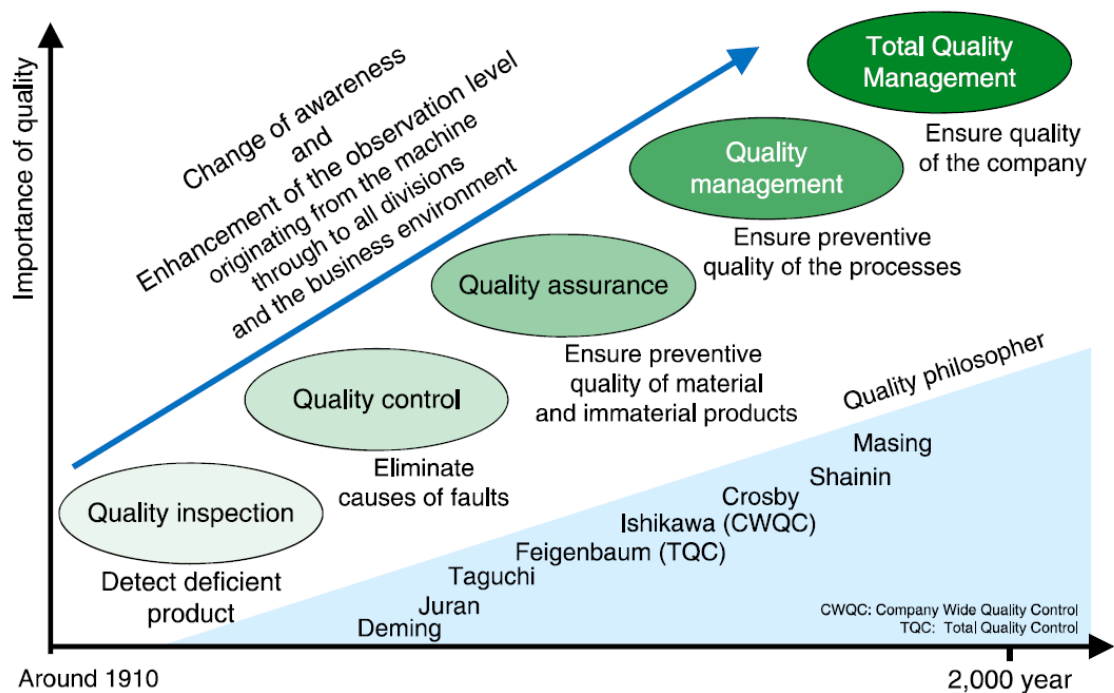 Importance of quality
Change of awareness
and
Enhancement of the observation level
originating from the machine
through to all divisions
and the business environment
Total Quality
Management
Ensure quality
of the company
Quality
management
Ensure preventive
quality of the processes
Quality assurance
Ensure preventive
quality of material
and immaterial products
Quality control
Eliminate
causes of faults
Quality inspection
Detect deficient
product
Quality philosopher
Masing
Shainin
Crosby
Ishikawa (CWQC)
Feigenbaum (TQC)
Taguchi
Juran
Deming
CWQC: Company Wide Quality Control
TQC: Total Quality Control
Around 1910
2,000 year